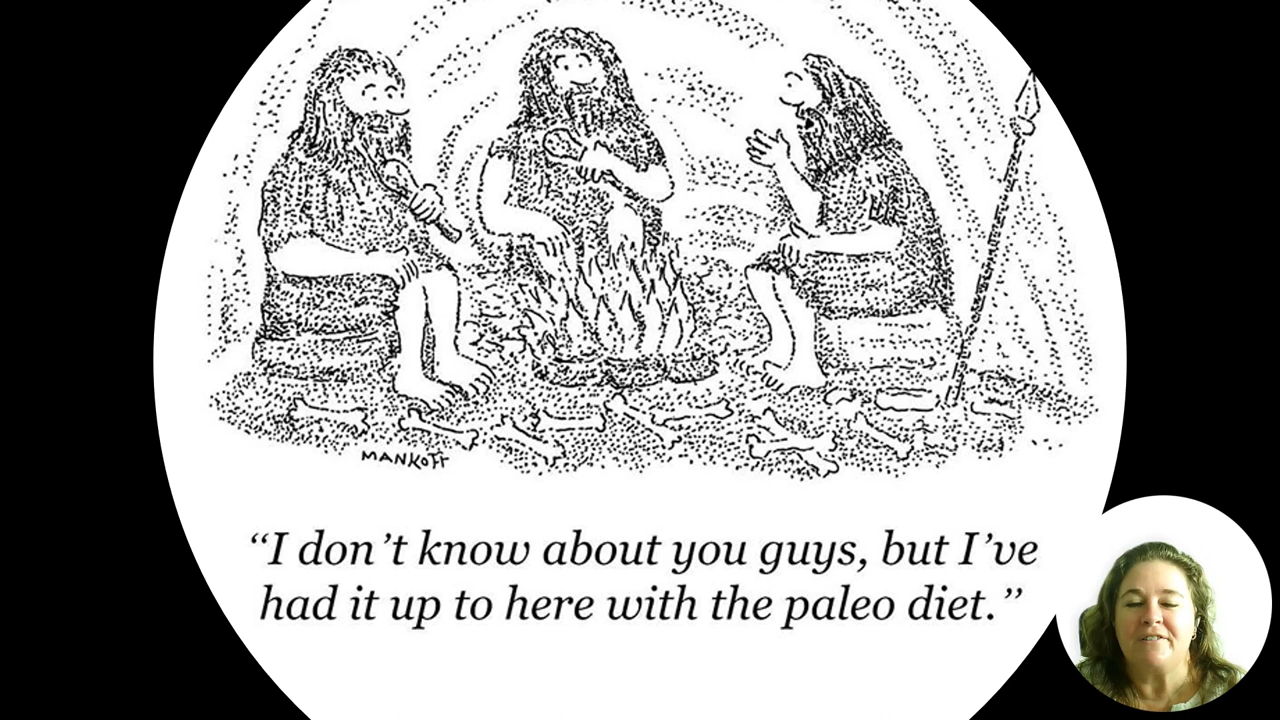 MANKOFF
“I don’t know about you guys, but I’ve
had it up to here with the paleo diet.”